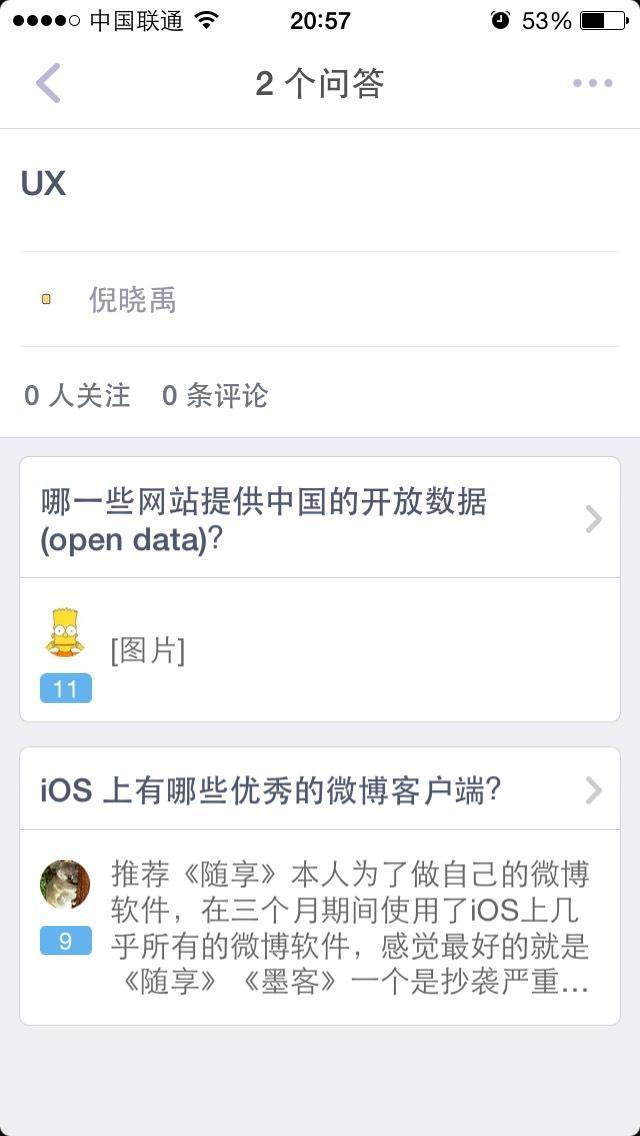 中国联通 20:57 53%
2 个问答
UX
倪晓禹
0 人关注 0 条评论
哪一些网站提供中国的开放数据
(open data)?
[图片]
11
iOS 上有哪些优秀的微博客户端?
推荐《随享》本人为了做自己的微博
软件，在三个月期间使用了iOS上几
乎所有的微博软件，感觉最好的就是
《随享》《墨客》一个是抄袭严重...
9